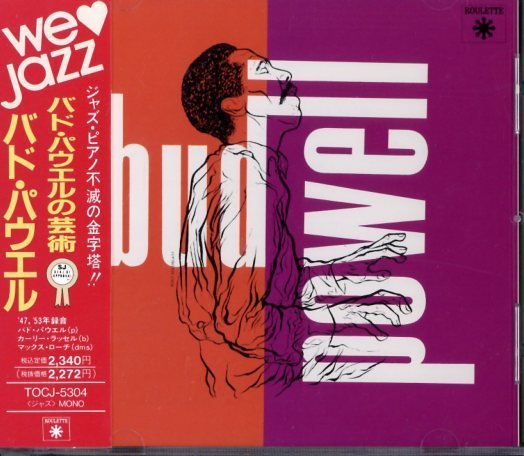 we♥
jazz
ジャズ・ピアノ不滅の金字塔!!
バド・パウエルの芸術
バド・パウエル
SJ
'47, '53年録音
バド・パウエル(p)
カーリー・ラッセル(b)
マックス・ローチ(dms)
税込定価2,340円
(税抜価格2,272円)
TOCJ-5304
〈ジャズ〉MONO
ROULETTE
bud
powell
ROULETTE